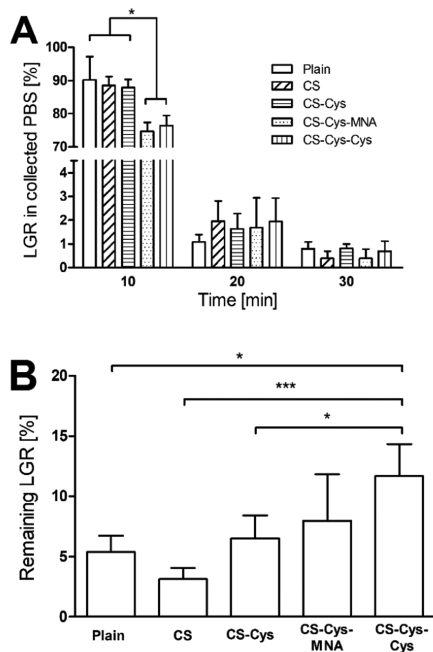 A
LGR in collected PBS [%]
100
90
80
70
4
3
2
1
0
*
Plain
CS
CS-Cys
CS-Cys-MNA
CS-Cys-Cys
10
20
30
Time [min]
B
Remaining LGR [%]
20
15
10
5
0
*
***
*
Plain
CS
CS-Cys
CS-Cys-
MNA
CS-Cys-
Cys